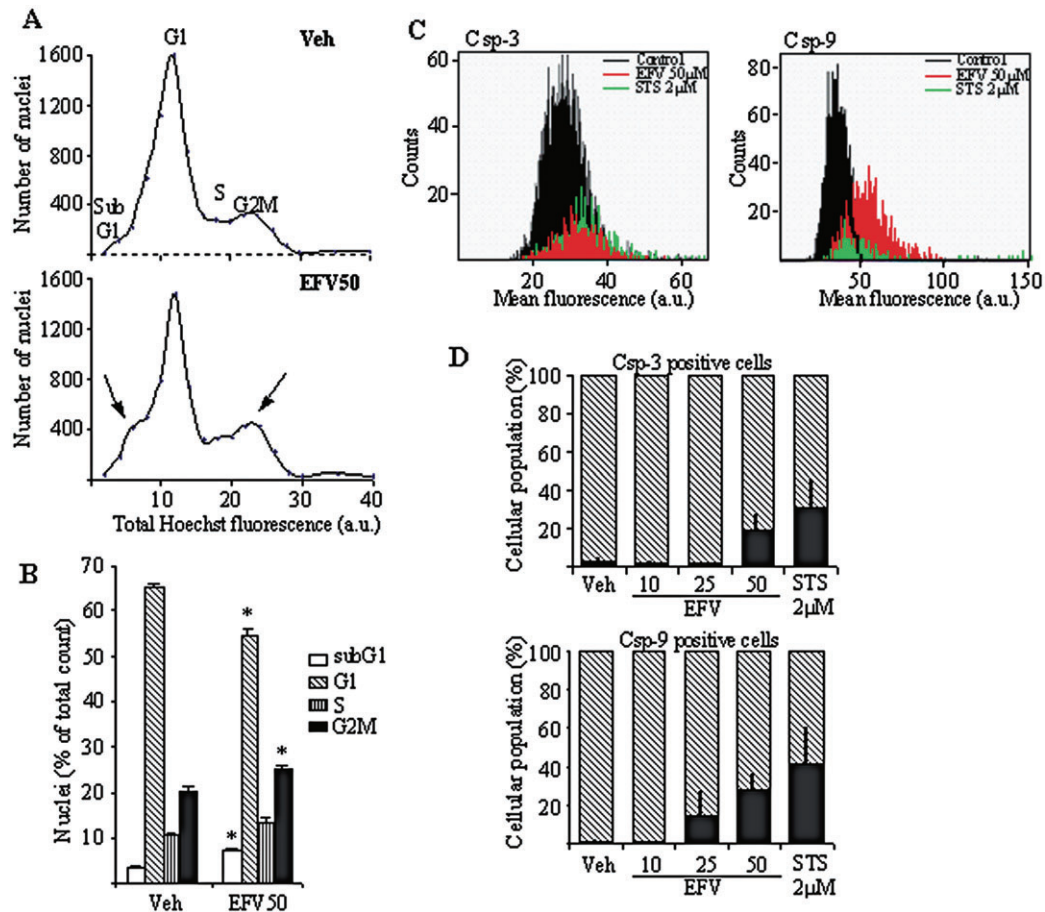 A
Veh
G1
1600
1200
800
400
0
Sub
G1
S
G2M
Number of nuclei
EFV50
1600
1200
800
400
Number of nuclei
10 20 30 40
Total Hoechst fluorescence (a.u.)
B
70
60
50
40
30
20
10
Nuclei (% of total count)
*
*
*
subG1
G1
S
G2M
Veh EFV 50
C
Csp-3
60
40
20
Counts
Control
EFV 50µM
STS 2µM
20 40 60
Mean fluorescence (a.u.)
Csp-9
80
60
40
20
Counts
Control
EFV 50µM
STS 2µM
0 50 100 150
Mean fluorescence (a.u.)
D
Csp-3 positive cells
100
80
60
40
20
Cellular population (%)
Veh 10 25 50 STS
EFV 2µM
Csp-9 positive cells
100
80
60
40
20
Cellular population (%)
Veh 10 25 50 STS
EFV 2µM